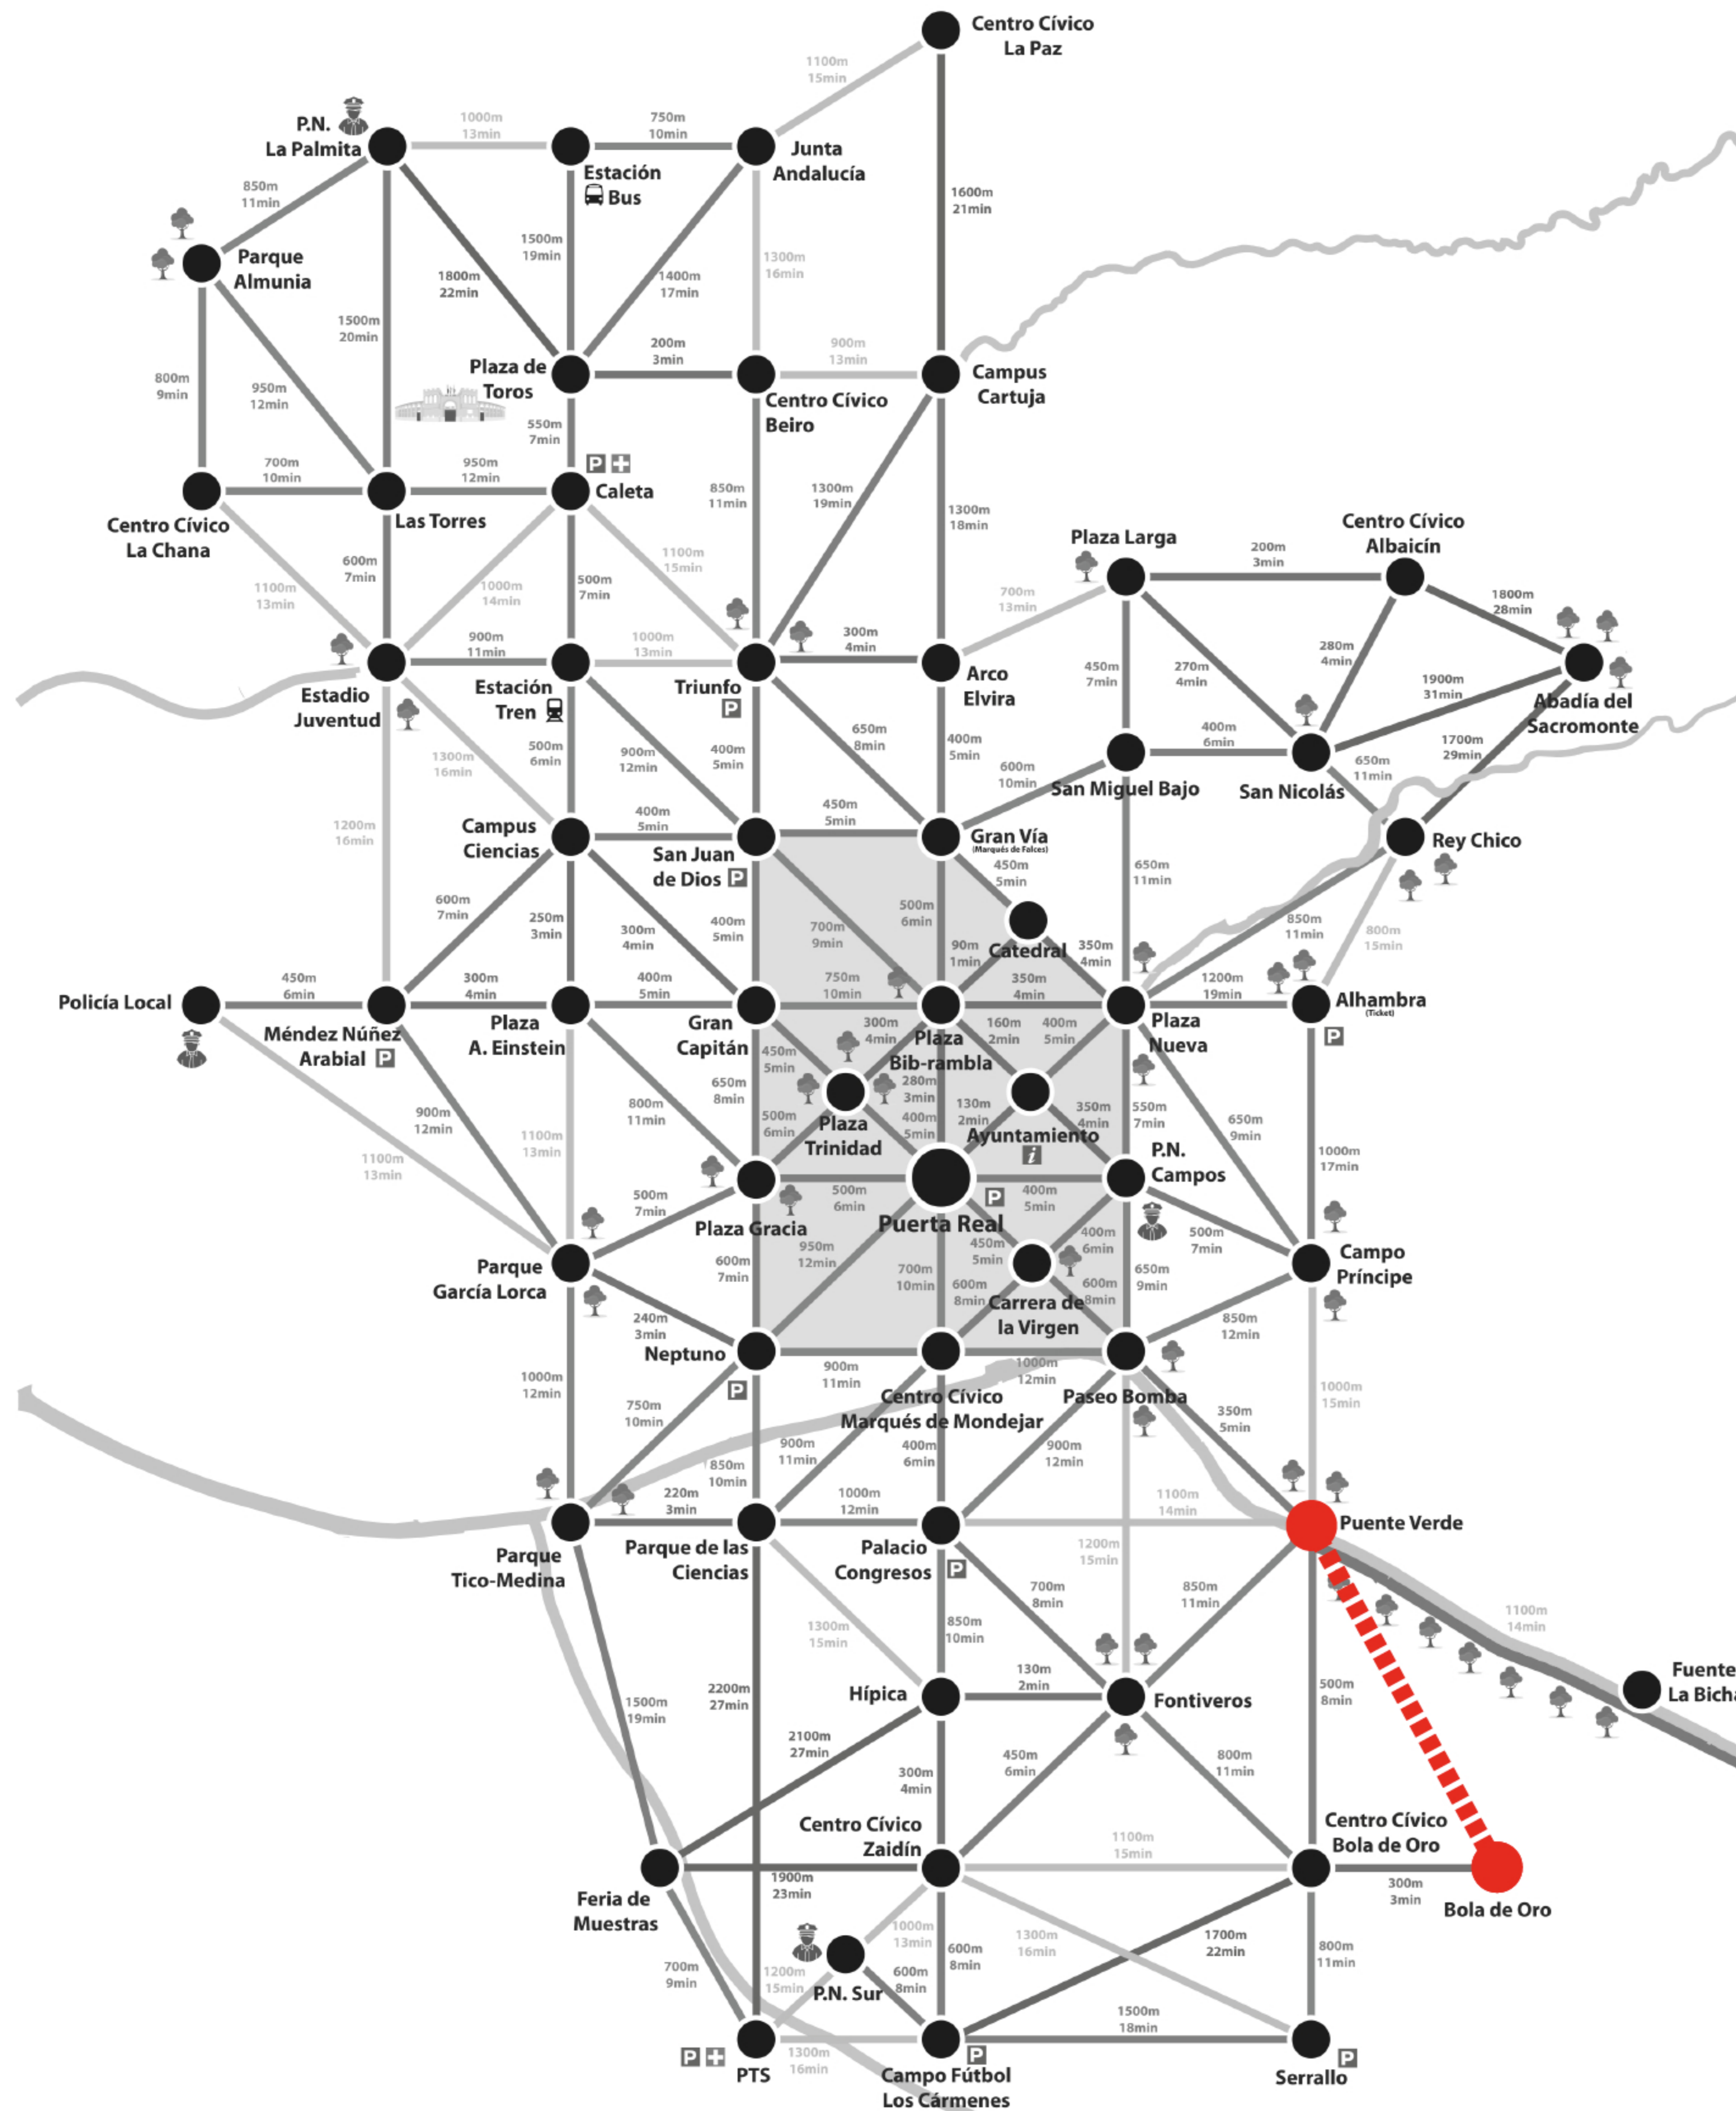 Centro Cívico
La Paz
1100m
15min
P.N.
La Palmita
1000m
13min
750m
10min
Junta
Andalucía
Estación
Bus
850m
11min
1600m
21min
Parque
Almunia
1500m
19min
1800m
22min
1400m
17min
1300m
16min
1500m
20min
Plaza de
Toros
200m
3min
900m
13min
Campus
Cartuja
800m
9min
950m
12min
Centro Cívico
Beiro
550m
7min
700m
10min
950m
12min
P
Caleta
850m
11min
1300m
19min
1300m
18min
Centro Cívico
La Chana
Las Torres
Plaza Larga
200m
3min
Centro Cívico
Albaicín
600m
7min
1100m
13min
1000m
14min
500m
7min
1100m
15min
700m
13min
1800m
28min
900m
11min
1000m
13min
300m
4min
450m
7min
270m
4min
280m
4min
1900m
31min
Estadio
Juventud
Estación
Tren
Triunfo
P
Arco
Elvira
Abadía del
Sacromonte
1300m
16min
500m
6min
900m
12min
400m
5min
650m
8min
400m
5min
600m
10min
400m
6min
650m
11min
1700m
29min
San Miguel Bajo
San Nicolás
1200m
16min
Campus
Ciencias
400m
5min
450m
5min
San Juan
de Dios P
Gran Vía
(Marqués de Falces)
450m
5min
650m
11min
Rey Chico
600m
7min
250m
3min
300m
4min
400m
5min
700m
9min
500m
6min
90m
1min
Catedral
350m
4min
850m
11min
800m
15min
Policía Local
450m
6min
300m
4min
400m
5min
750m
10min
350m
4min
1200m
19min
Alhambra
(Ticket)
P
Méndez Núñez
Arabial P
Plaza
A. Einstein
Gran
Capitán
300m
4min
Plaza
Bib-rambla
160m
2min
400m
5min
Plaza
Nueva
450m
5min
280m
3min
900m
12min
1100m
13min
800m
11min
650m
8min
500m
6min
Plaza
Trinidad
400m
5min
130m
2min
Ayuntamiento
i
350m
4min
550m
7min
650m
9min
1000m
17min
1100m
13min
P.N.
Campos
500m
7min
Plaza Gracia
500m
6min
Puerta Real
P
400m
5min
500m
7min
Parque
García Lorca
600m
7min
950m
12min
700m
10min
450m
5min
400m
6min
650m
9min
Campo
Príncipe
240m
3min
600m
8min
Carrera de
la Virgen
600m
8min
850m
12min
Neptuno
P
900m
11min
1000m
12min
1000m
12min
Centro Cívico
Marqués de Mondejar
Paseo Bomba
1000m
15min
750m
10min
350m
5min
850m
10min
900m
11min
400m
6min
900m
12min
220m
3min
1000m
12min
1100m
14min
Puente Verde
Parque
Tico-Medina
Parque de las
Ciencias
Palacio
Congresos P
1200m
15min
1300m
15min
850m
10min
700m
8min
850m
11min
1100m
14min
1500m
19min
2200m
27min
Hípica
130m
2min
Fontiveros
500m
8min
Fuente
La Bicha
2100m
27min
300m
4min
450m
6min
800m
11min
Centro Cívico
Zaidín
1100m
15min
Centro Cívico
Bola de Oro
1900m
23min
300m
3min
Bola de Oro
Feria de
Muestras
1000m
13min
1300m
16min
1700m
22min
800m
11min
700m
9min
1200m
15min
P.N. Sur
600m
8min
600m
8min
1500m
18min
P
PTS
1300m
16min
P
Campo Fútbol
Los Cármenes
Serrallo P